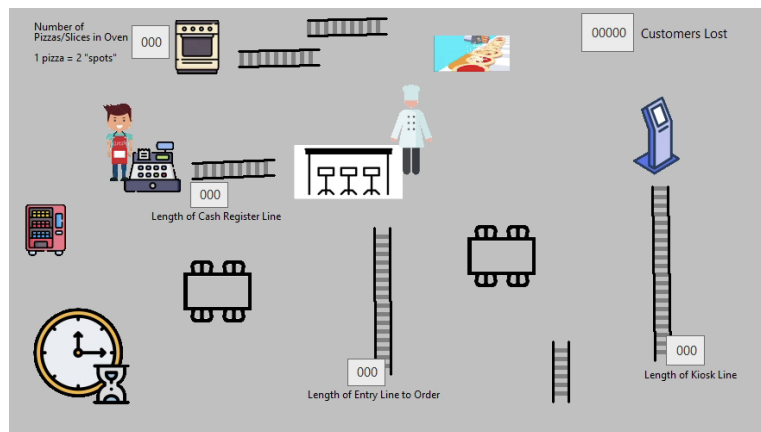 Number of
Pizzas/Slices in Oven
000
1 pizza = 2 "spots"
00000
Customers Lost
000
Length of Cash Register Line
000
Length of Entry Line to Order
000
Length of Kiosk Line